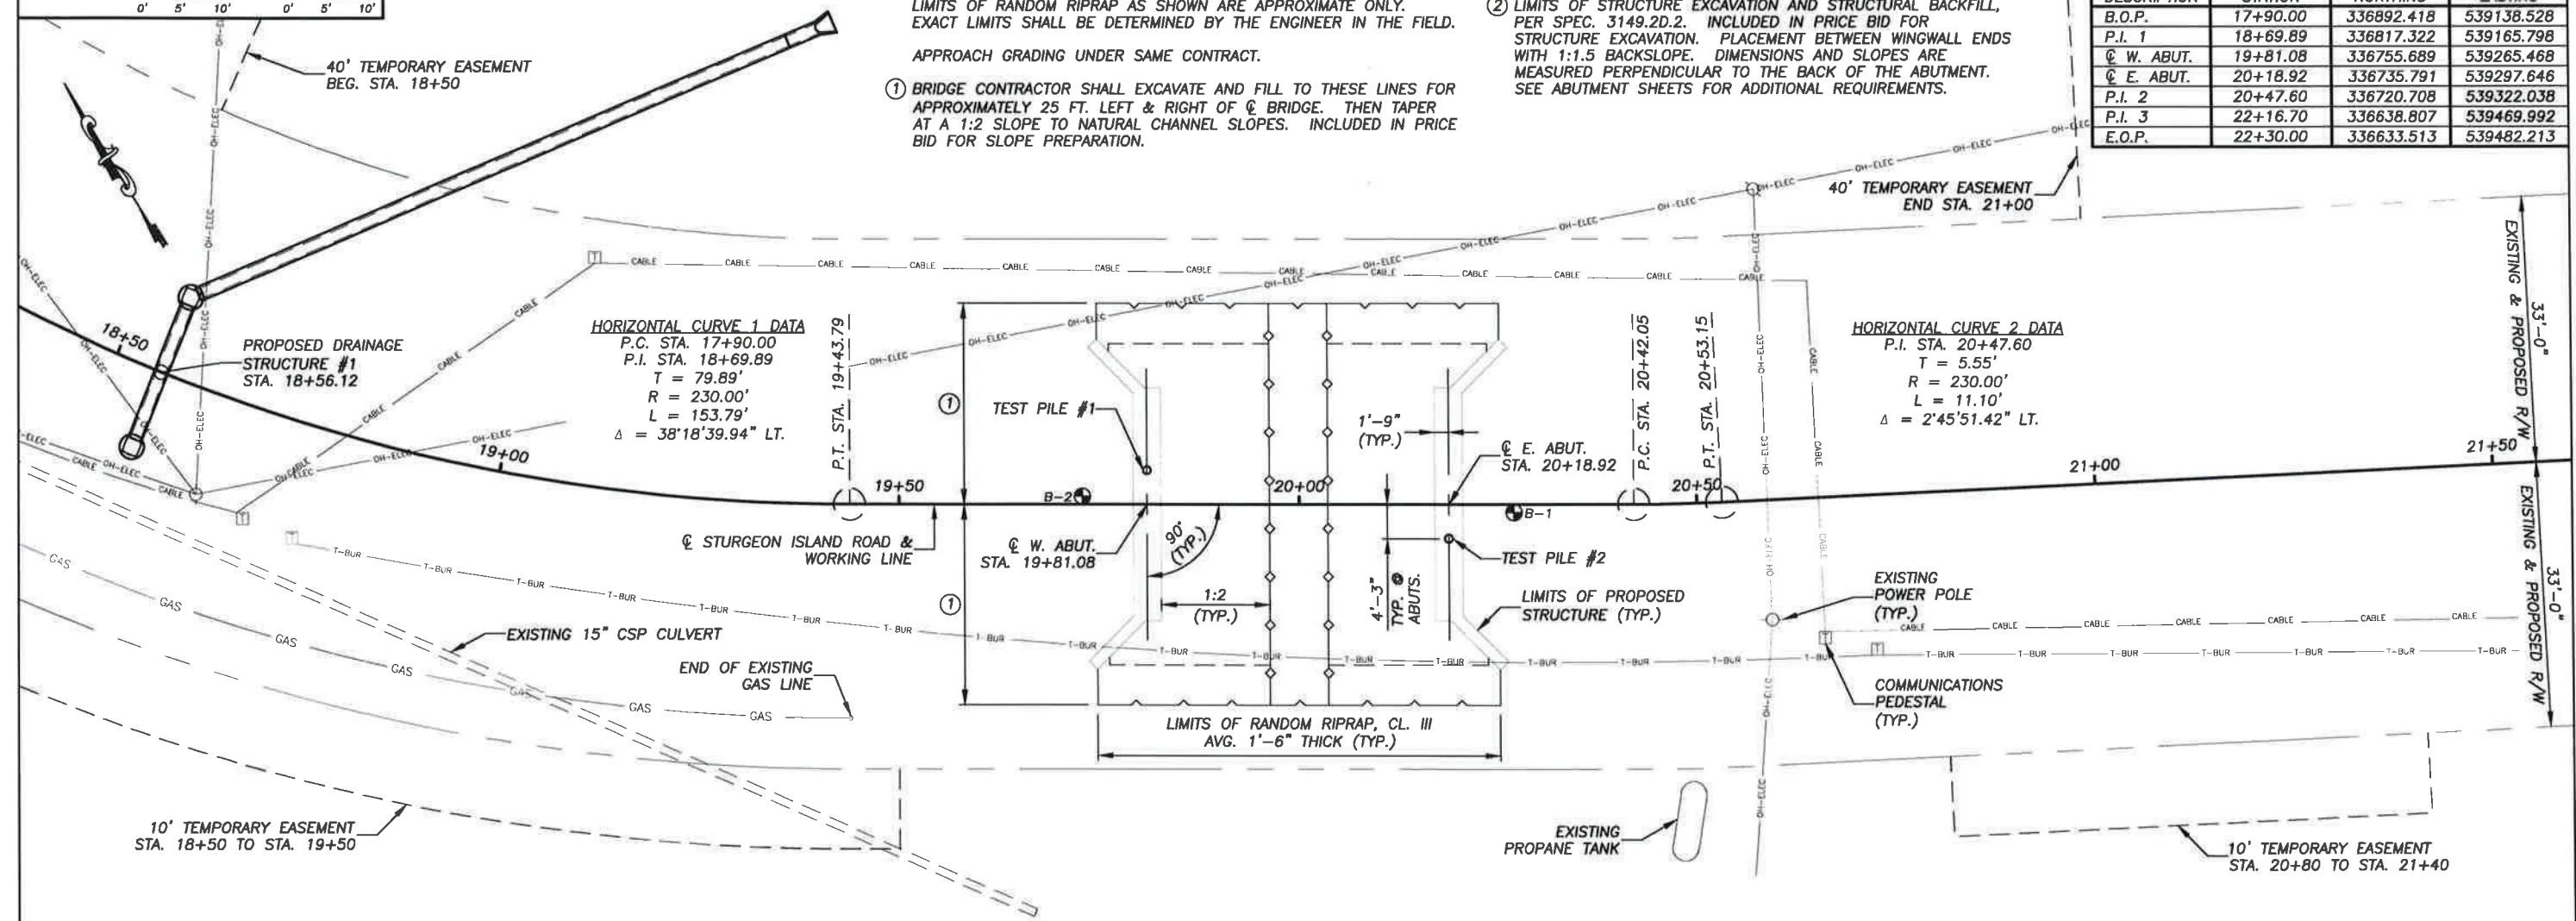 0' 5' 10' 0' 5' 10'
LIMITS OF RANDOM RIPRAP AS SHOWN ARE APPROXIMATE ONLY.
EXACT LIMITS SHALL BE DETERMINED BY THE ENGINEER IN THE FIELD.
APPROACH GRADING UNDER SAME CONTRACT.
① BRIDGE CONTRACTOR SHALL EXCAVATE AND FILL TO THESE LINES FOR
APPROXIMATELY 25 FT. LEFT & RIGHT OF ℄ BRIDGE. THEN TAPER
AT A 1:2 SLOPE TO NATURAL CHANNEL SLOPES. INCLUDED IN PRICE
BID FOR SLOPE PREPARATION.
② LIMITS OF STRUCTURE EXCAVATION AND STRUCTURAL BACKFILL,
PER SPEC. 3149.2D.2. INCLUDED IN PRICE BID FOR
STRUCTURE EXCAVATION. PLACEMENT BETWEEN WINGWALL ENDS
WITH 1:1.5 BACKSLOPE. DIMENSIONS AND SLOPES ARE
MEASURED PERPENDICULAR TO THE BACK OF THE ABUTMENT.
SEE ABUTMENT SHEETS FOR ADDITIONAL REQUIREMENTS.
B.O.P. 17+90.00 336892.418 539138.528
P.I. 1 18+69.89 336817.322 539165.798
℄ W. ABUT. 19+81.08 336755.689 539265.468
℄ E. ABUT. 20+18.92 336735.791 539297.646
P.I. 2 20+47.60 336720.708 539322.038
P.I. 3 22+16.70 336638.807 539469.992
E.O.P. 22+30.00 336633.513 539482.213
40' TEMPORARY EASEMENT
BEG. STA. 18+50
40' TEMPORARY EASEMENT
END STA. 21+00
18+50
PROPOSED DRAINAGE
STRUCTURE #1
STA. 18+56.12
HORIZONTAL CURVE 1 DATA
P.C. STA. 17+90.00
P.I. STA. 18+69.89
T = 79.89'
R = 230.00'
L = 153.79'
Δ = 38°18'39.94" LT.
P.T. STA. 19+43.79
①
TEST PILE #1
1'-9"
(TYP.)
℄ E. ABUT.
STA. 20+18.92
P.C. STA. 20+42.05
P.T. STA. 20+53.15
HORIZONTAL CURVE 2 DATA
P.I. STA. 20+47.60
T = 5.55'
R = 230.00'
L = 11.10'
Δ = 2°45'51.42" LT.
EXISTING & PROPOSED R/W
33'-0"
19+00
19+50
B-2
20+00
B-1
20+50
21+00
21+50
℄ STURGEON ISLAND ROAD &
WORKING LINE
℄ W. ABUT.
STA. 19+81.08
90°
(TYP.)
1:2
(TYP.)
4'-3"
TYP. @
ABUTS.
TEST PILE #2
LIMITS OF PROPOSED
STRUCTURE (TYP.)
①
EXISTING
POWER POLE
(TYP.)
COMMUNICATIONS
PEDESTAL
(TYP.)
EXISTING & PROPOSED R/W
33'-0"
EXISTING 15" CSP CULVERT
END OF EXISTING
GAS LINE
LIMITS OF RANDOM RIPRAP, CL. III
AVG. 1'-6" THICK (TYP.)
OH-ELEC
CABLE
T-BUR
GAS
T
10' TEMPORARY EASEMENT
STA. 18+50 TO STA. 19+50
EXISTING
PROPANE TANK
10' TEMPORARY EASEMENT
STA. 20+80 TO STA. 21+40